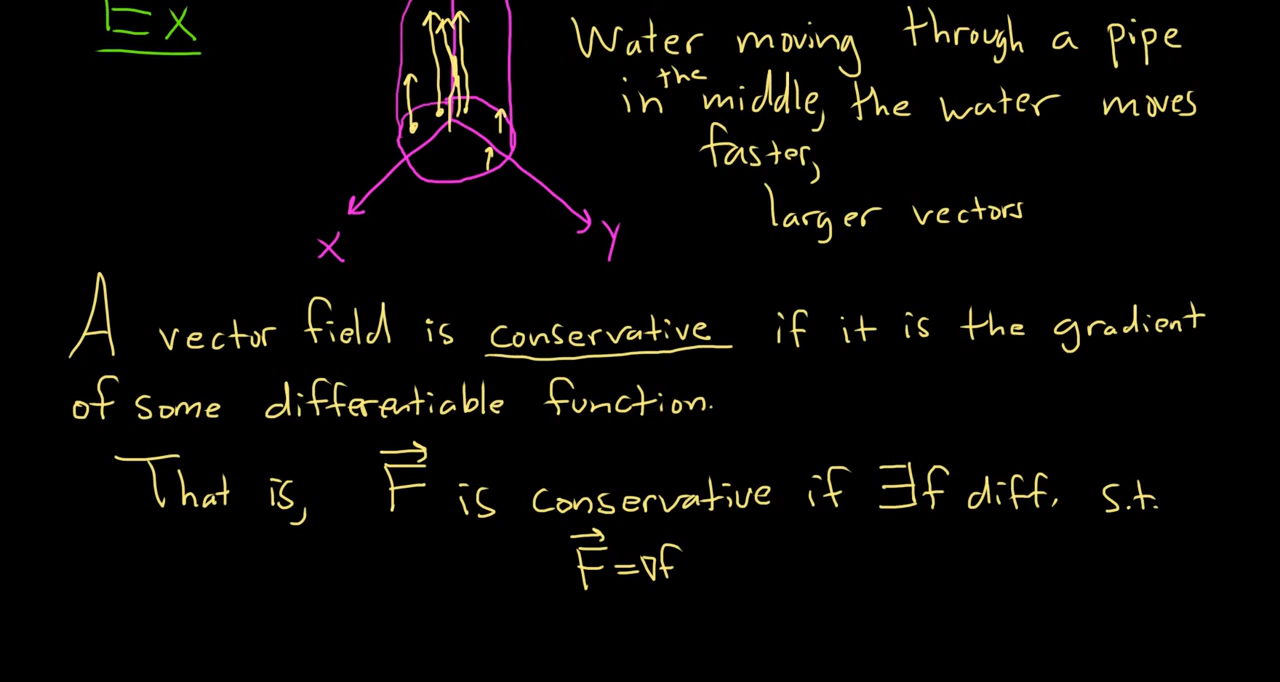 Ex
Water moving through a pipe
in the middle, the water moves
faster,
larger vectors
X
Y
A vector field is conservative if it is the gradient
of some differentiable function.
That is, F⃗ is conservative if ∃f diff. s.t.
F⃗ = ∇f